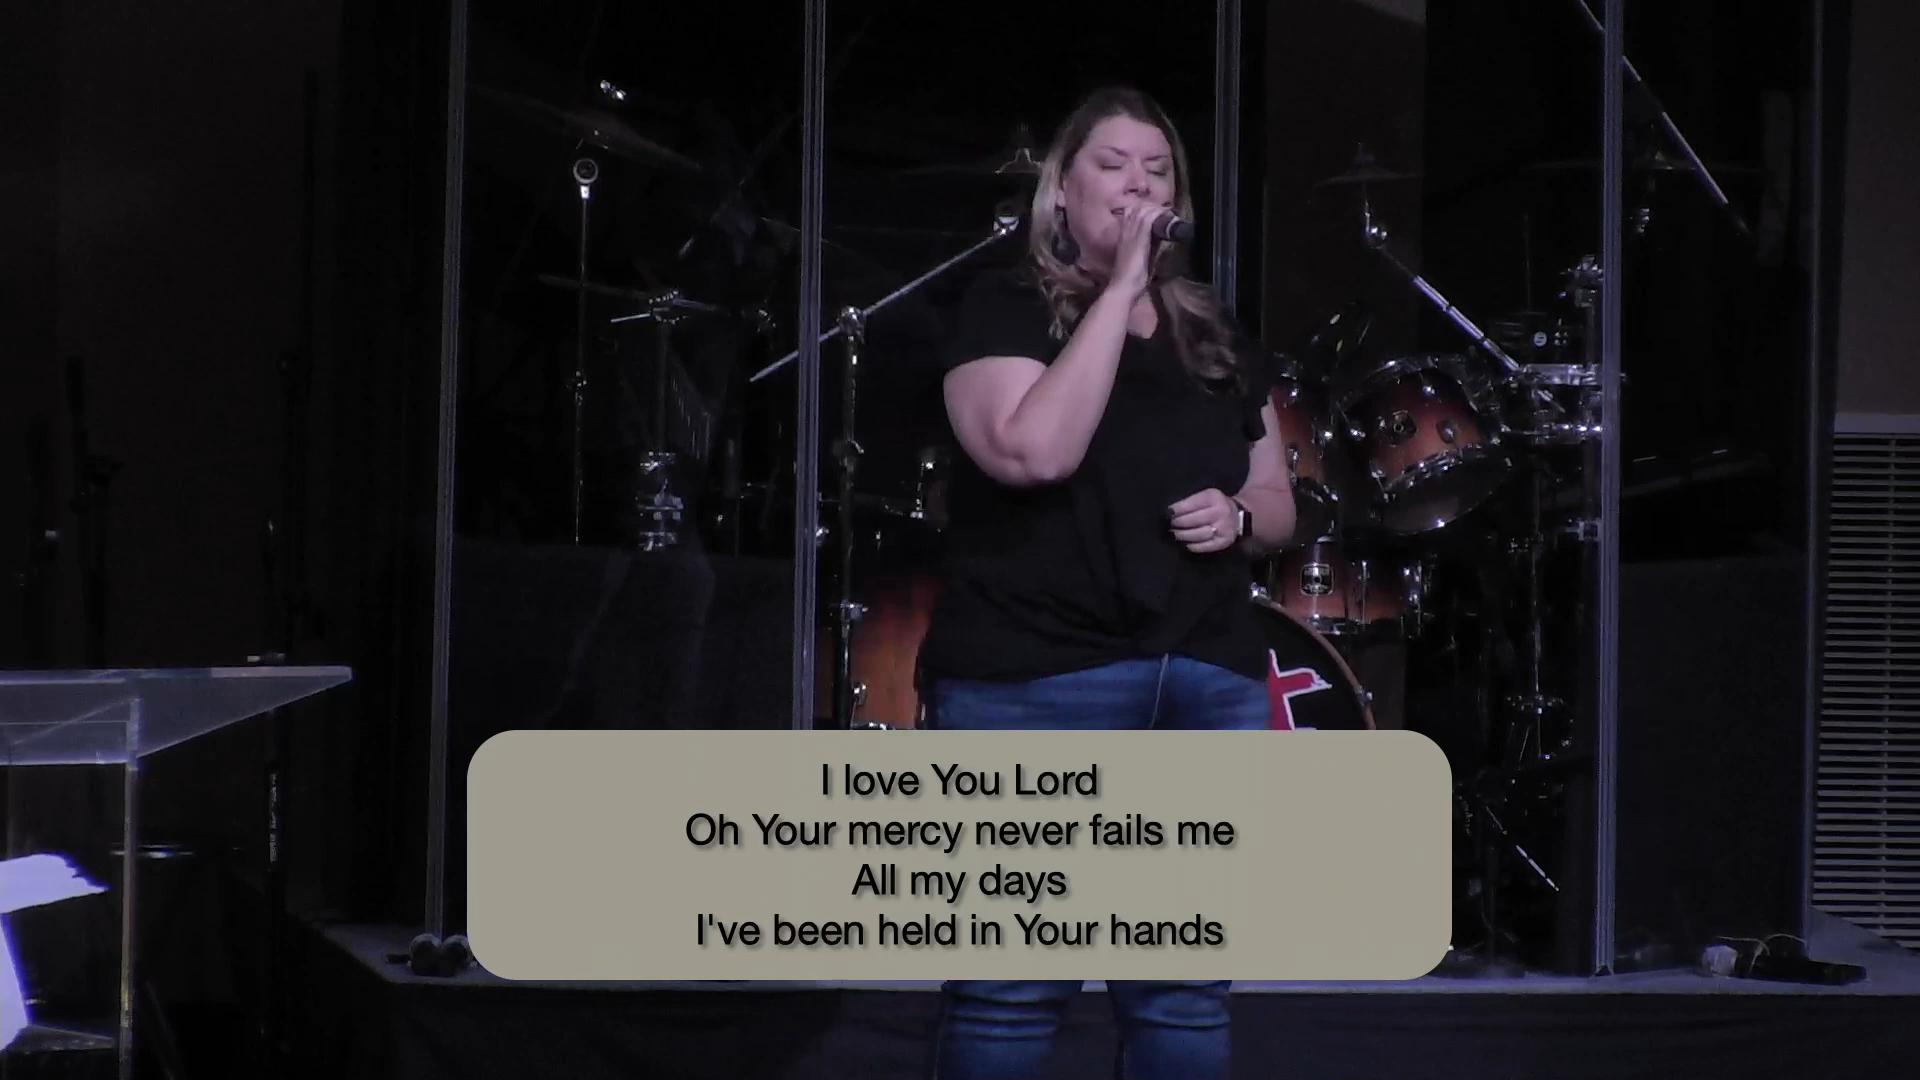 I love You Lord
Oh Your mercy never fails me
All my days
I've been held in Your hands